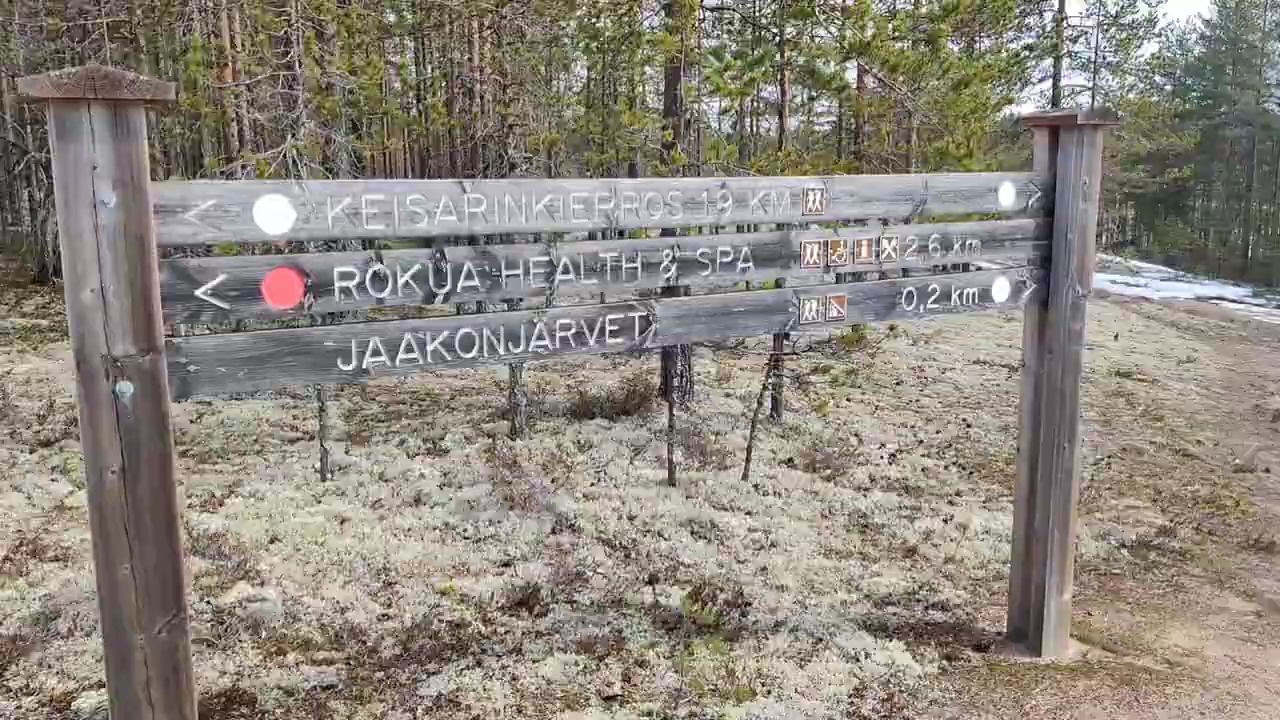 < KEISARINKIERROS 19 KM >
< ROKUA HEALTH & SPA 2,6 km
JAAKONJÄRVET 0,2 km >